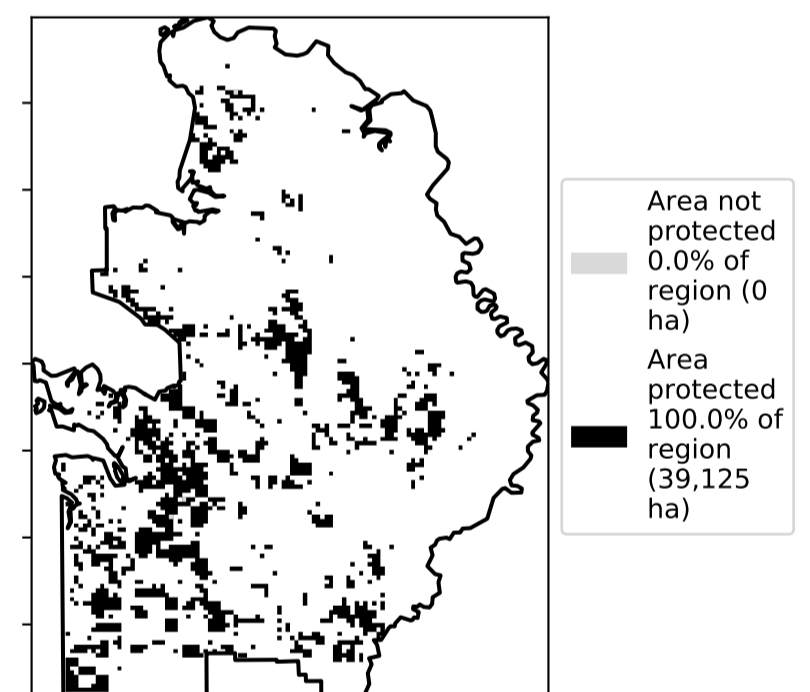 Area not
protected
0.0% of
region (0
ha)
Area
protected
100.0% of
region
(39,125
ha)